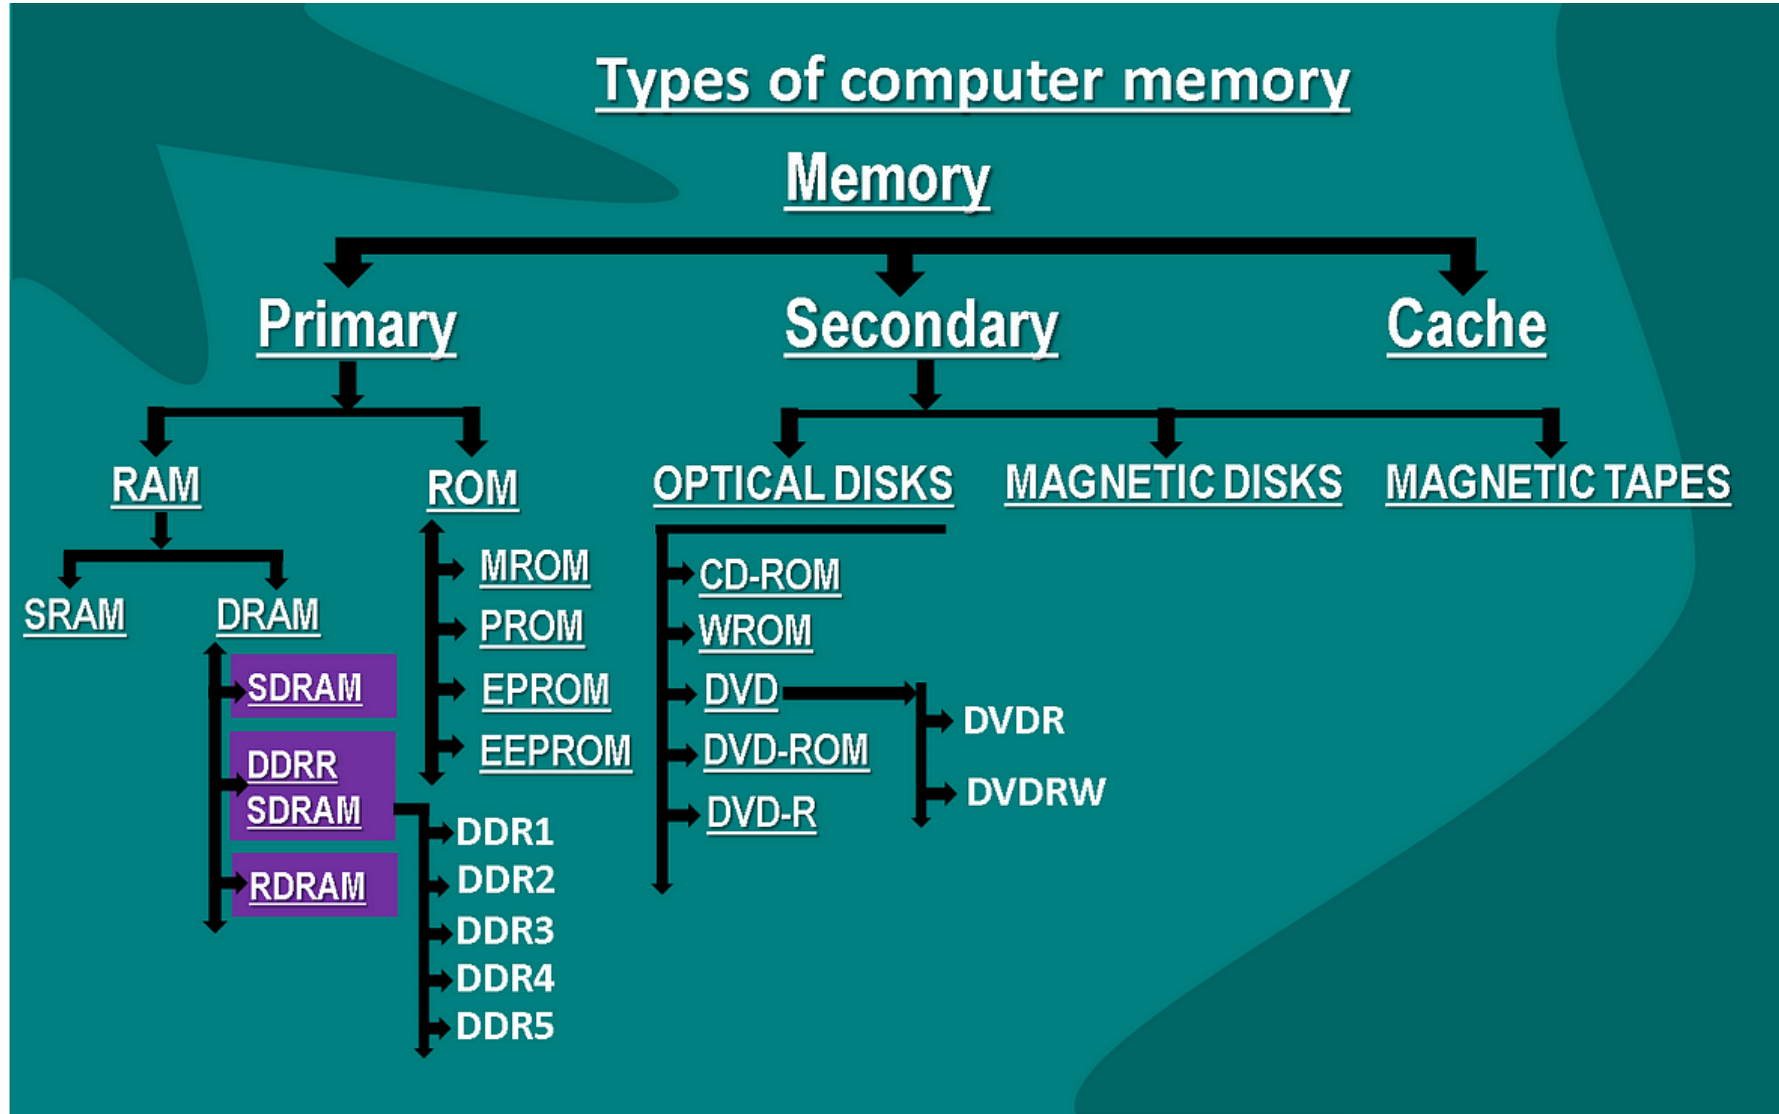 Types of computer memory
Memory
Primary
Secondary
Cache
RAM
ROM
OPTICAL DISKS
MAGNETIC DISKS
MAGNETIC TAPES
SRAM
DRAM
SDRAM
DDRR
SDRAM
RDRAM
DDR1
DDR2
DDR3
DDR4
DDR5
MROM
PROM
EPROM
EEPROM
CD-ROM
WROM
DVD
DVD-ROM
DVD-R
DVDR
DVDRW